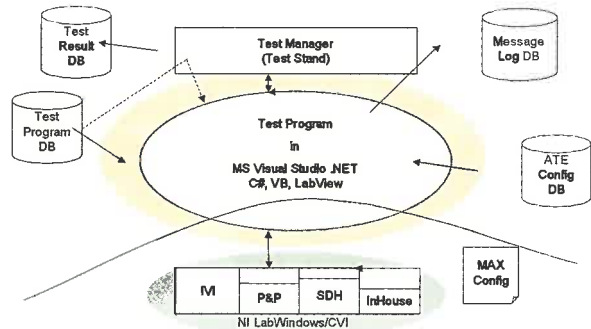 Test
Result
DB
Test Manager
(Test Stand)
Message
Log DB
Test
Program
DB
Test Program
in
MS Visual Studio .NET
C#, VB, LabView
ATE
Config
DB
MAX
Config
IVI
P&P
SDH
InHouse
NI LabWindows/CVI